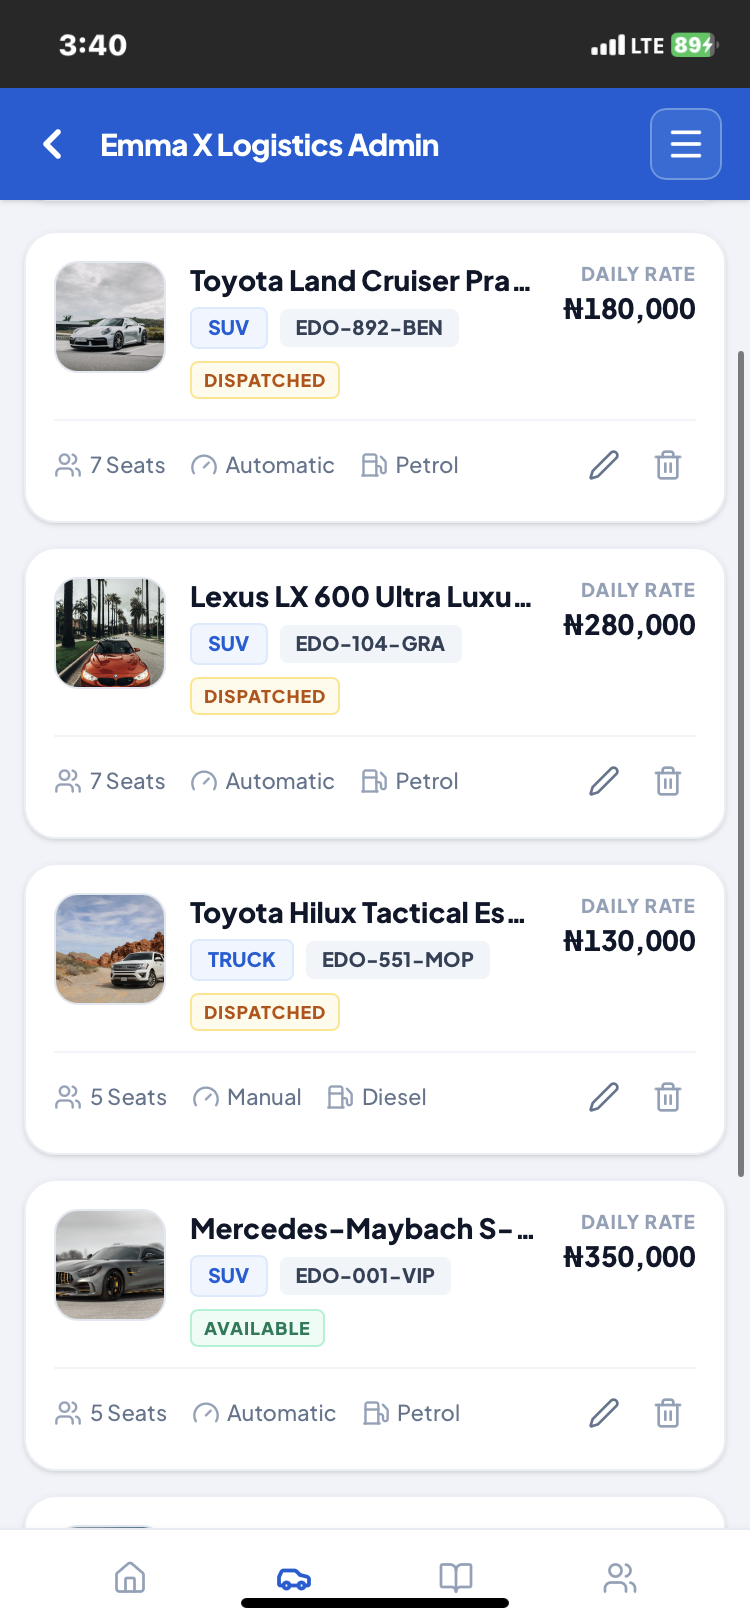 3:40 LTE 89
Emma X Logistics Admin
Toyota Land Cruiser Pra... DAILY RATE
₦180,000
SUV EDO-892-BEN
DISPATCHED
7 Seats Automatic Petrol
Lexus LX 600 Ultra Luxu... DAILY RATE
₦280,000
SUV EDO-104-GRA
DISPATCHED
7 Seats Automatic Petrol
Toyota Hilux Tactical Es... DAILY RATE
₦130,000
TRUCK EDO-551-MOP
DISPATCHED
5 Seats Manual Diesel
Mercedes-Maybach S-... DAILY RATE
₦350,000
SUV EDO-001-VIP
AVAILABLE
5 Seats Automatic Petrol